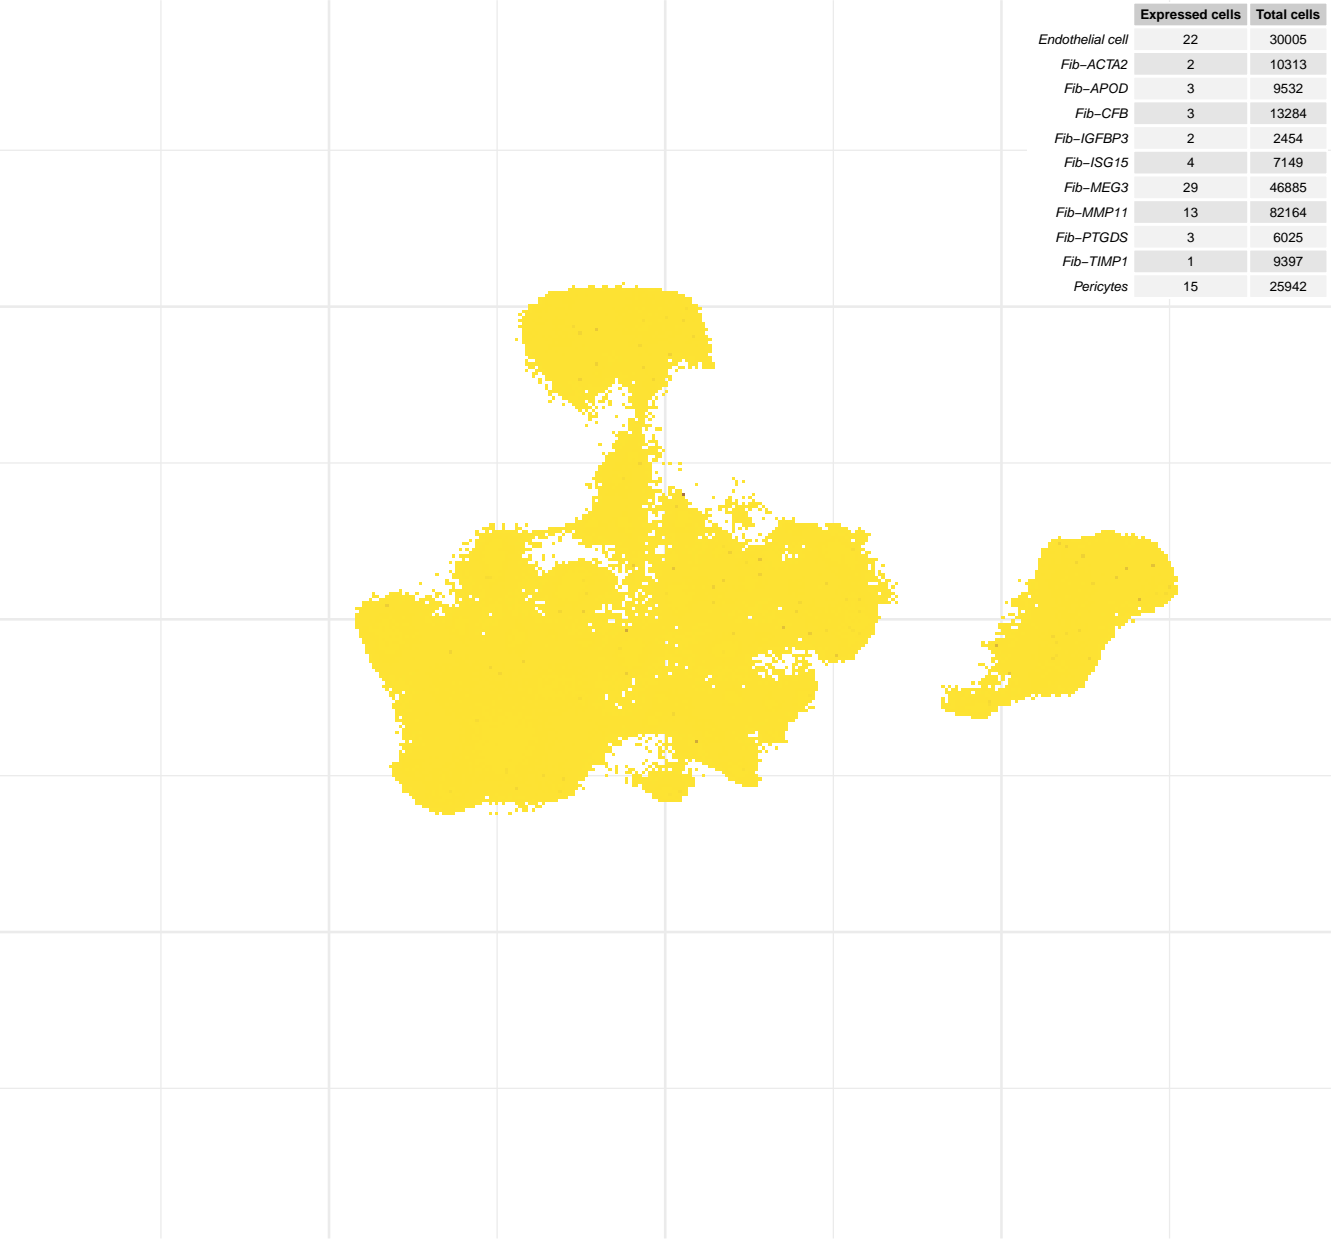 Expressed cells Total cells
Endothelial cell 22 30005
Fib−ACTA2 2 10313
Fib−APOD 3 9532
Fib−CFB 3 13284
Fib−IGFBP3 2 2454
Fib−ISG15 4 7149
Fib−MEG3 29 46885
Fib−MMP11 13 82164
Fib−PTGDS 3 6025
Fib−TIMP1 1 9397
Pericytes 15 25942